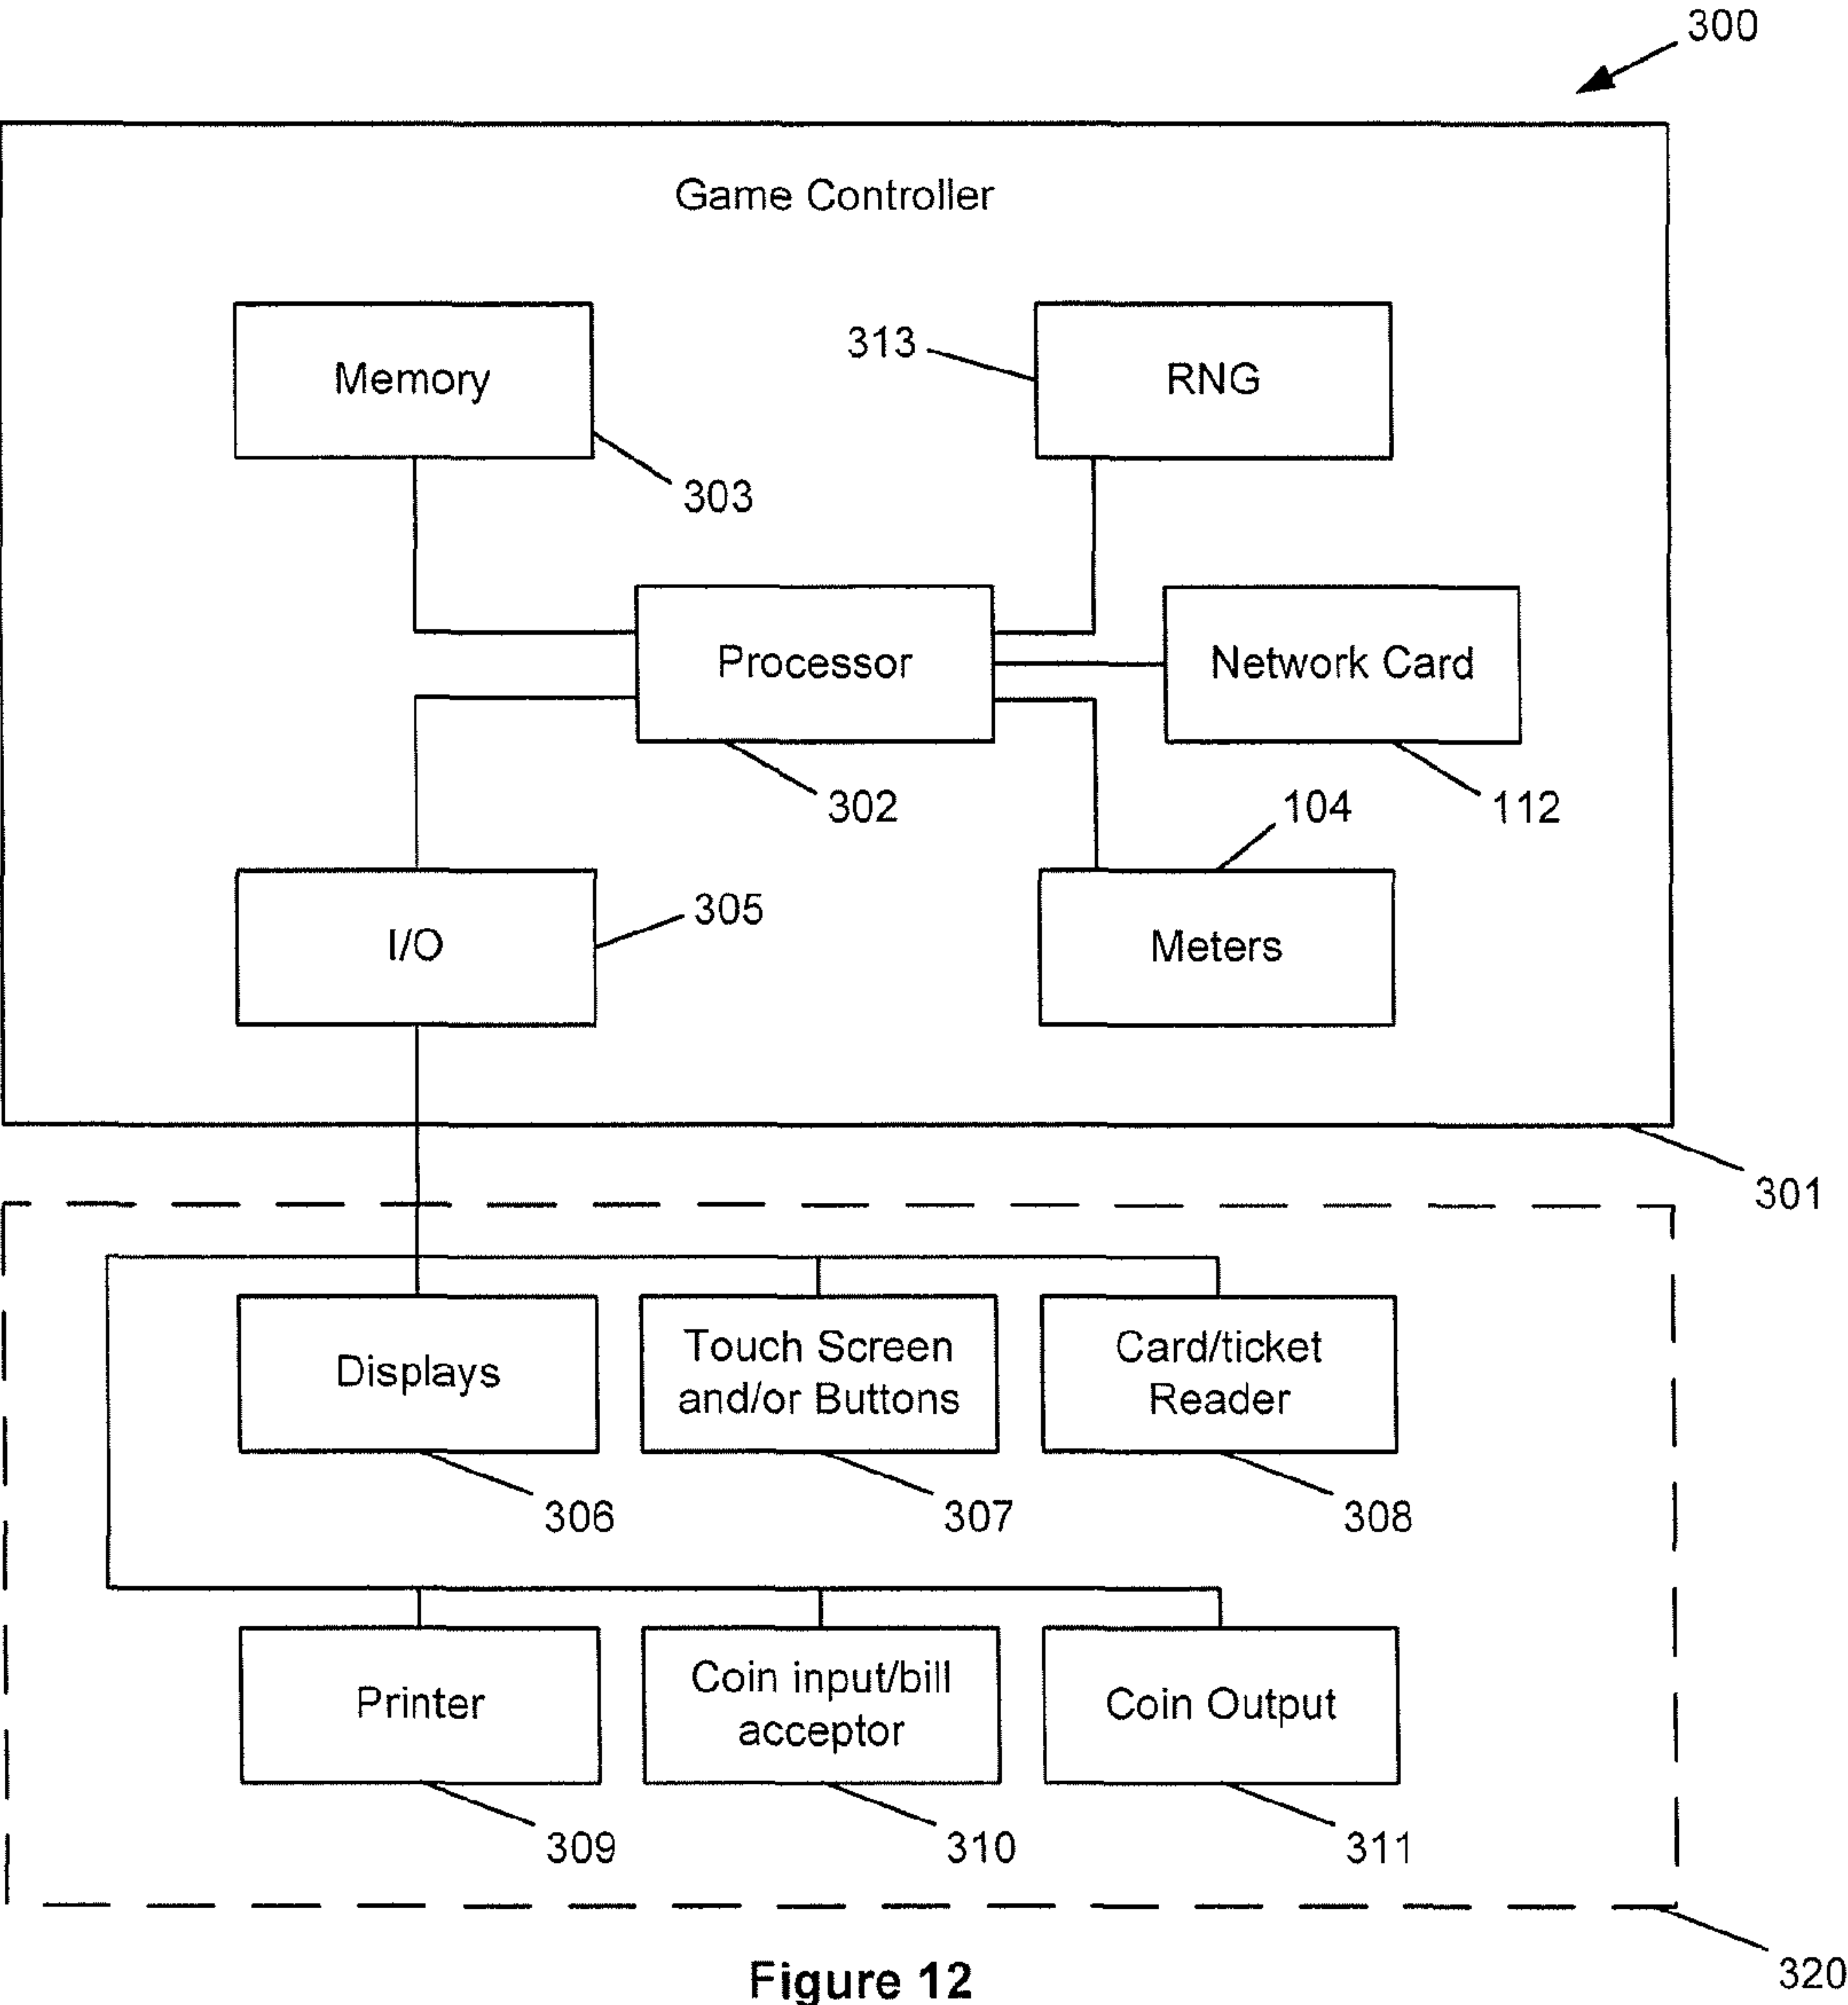 300
Game Controller
Memory
313
RNG
303
Processor
Network Card
302
104
112
I/O
305
Meters
301
Displays
Touch Screen
and/or Buttons
Card/ticket
Reader
306
307
308
Printer
Coin input/bill
acceptor
Coin Output
309
310
311
320
Figure 12